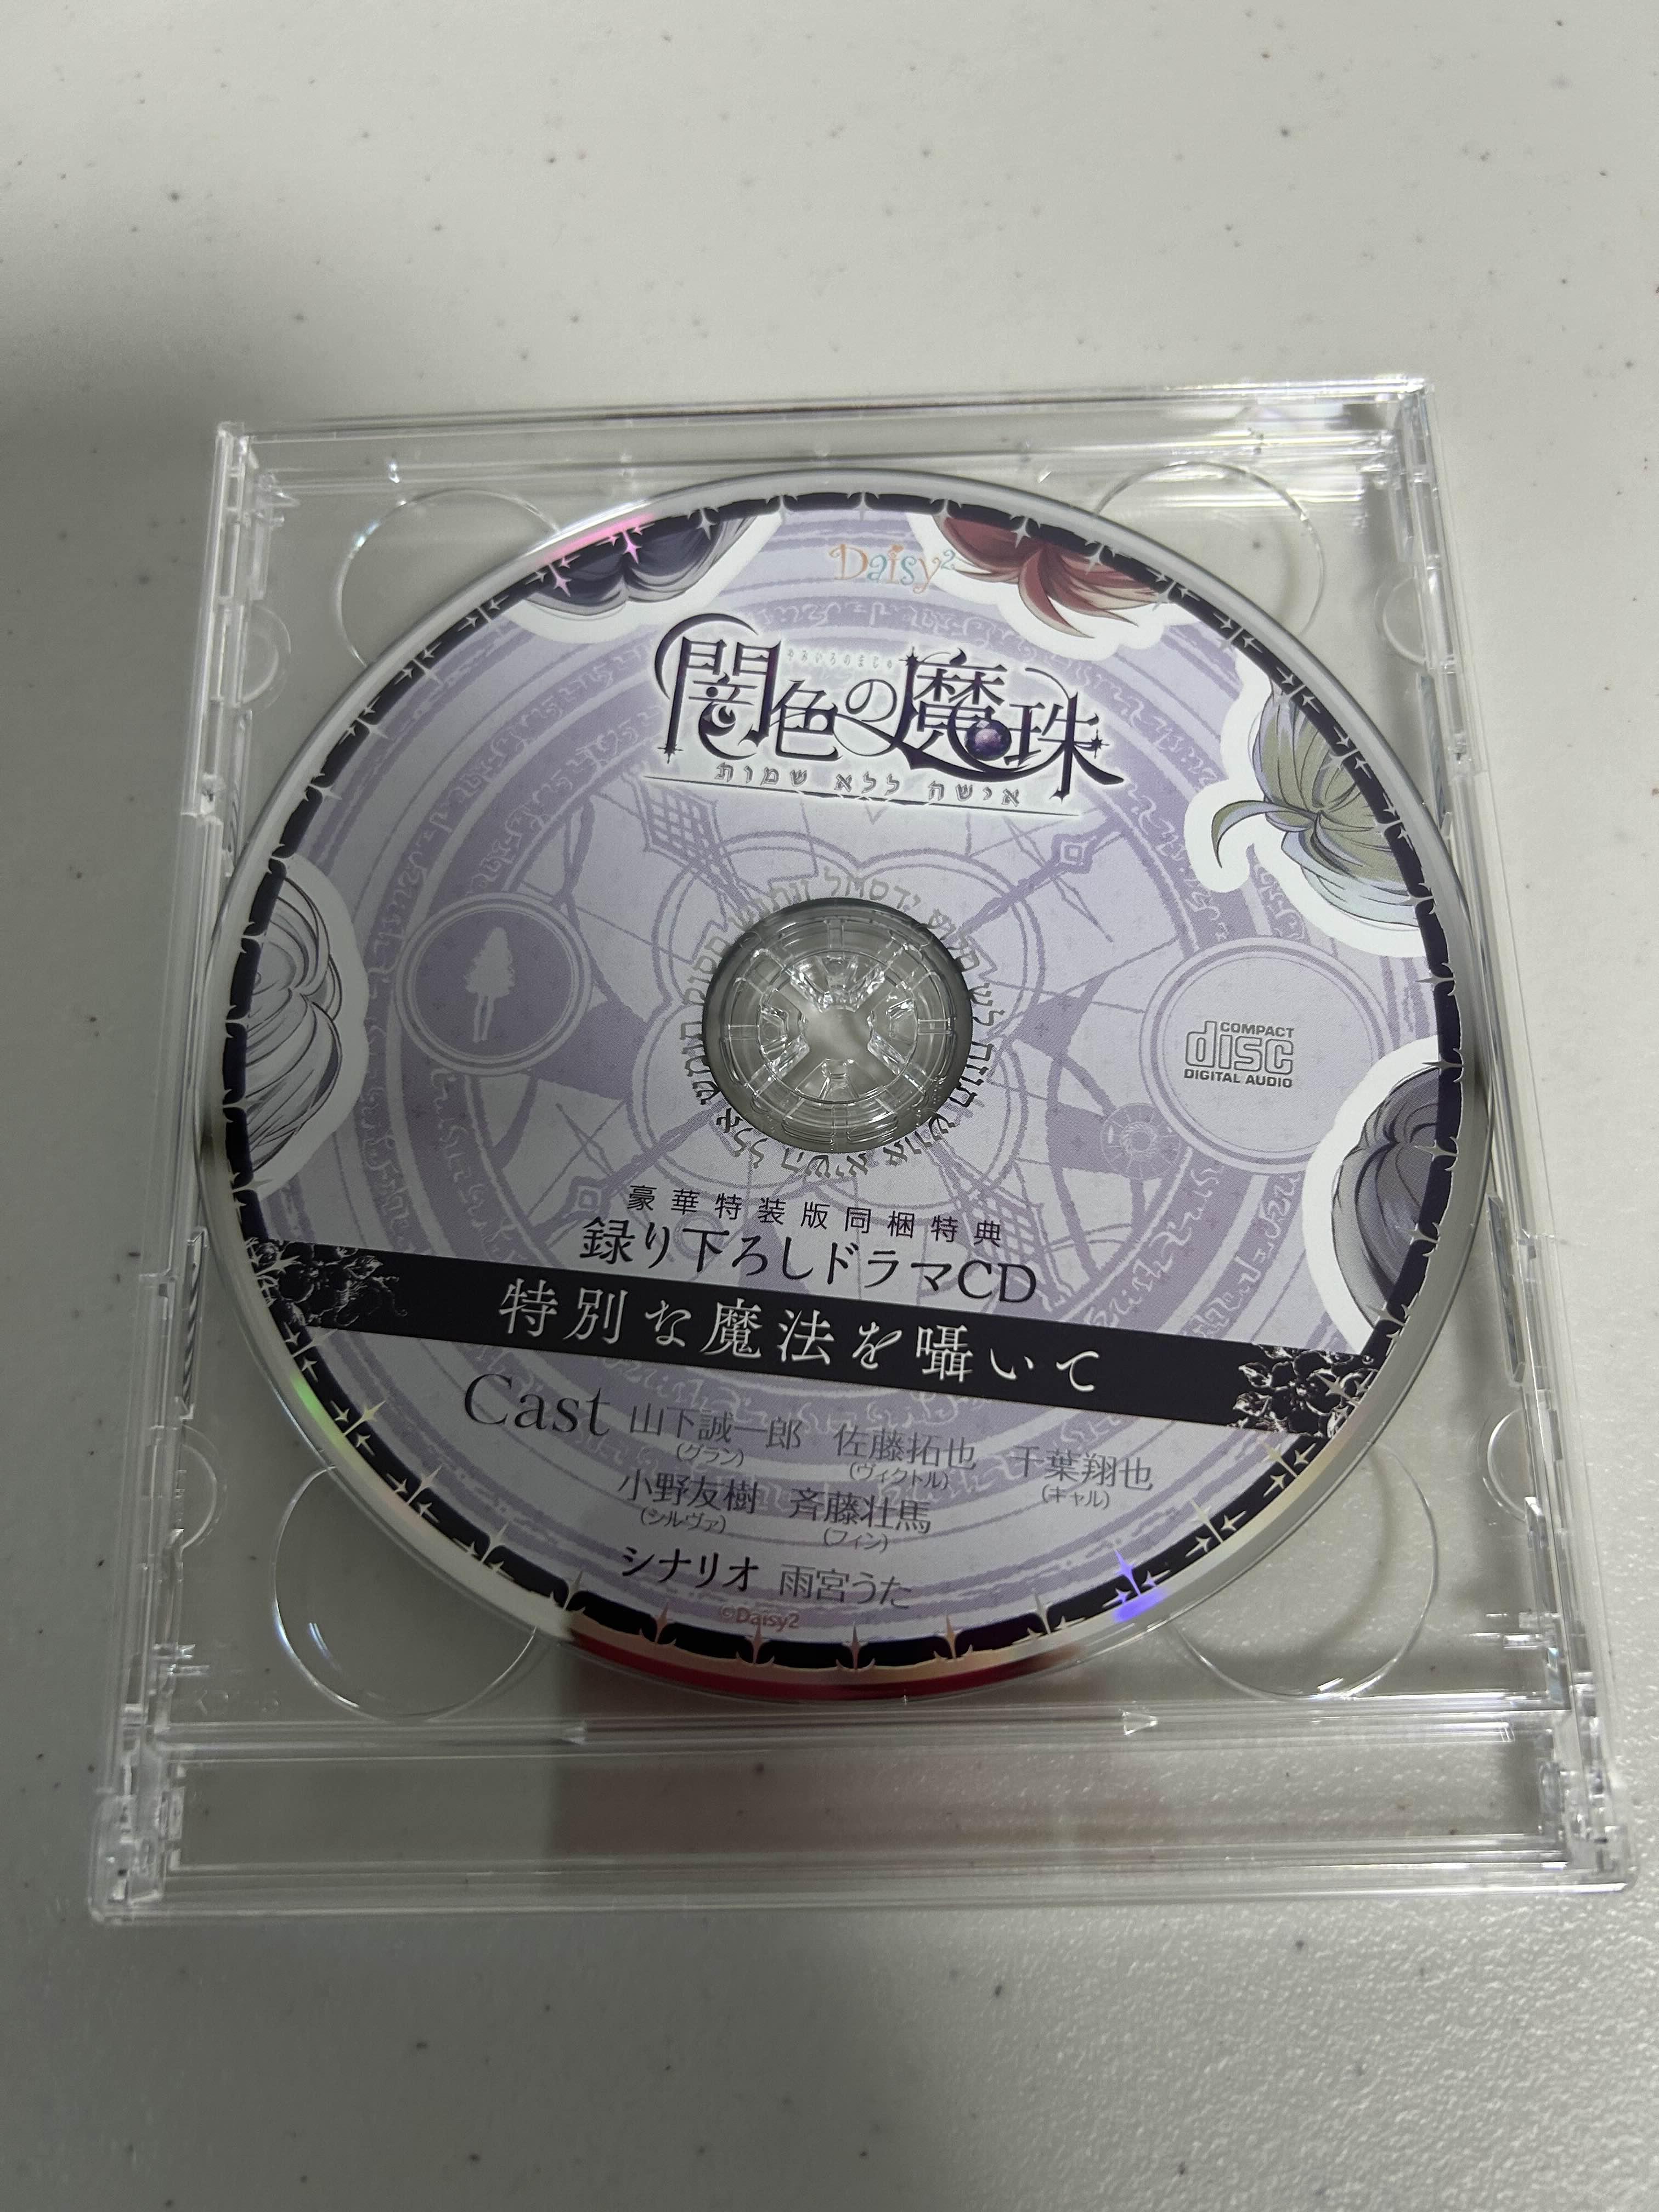 Daisy²
やみいろのまじゅ
闇色の魔珠
אישה ללא שמות
COMPACT
disc
DIGITAL AUDIO
豪華特装版同梱特典
録り下ろしドラマCD
特別な魔法を囁いて
Cast 山下誠一郎 佐藤拓也 千葉翔也
(グラン) (ヴィクトル) (キャル)
小野友樹 斉藤壮馬
(シルヴァ) (フィン)
シナリオ 雨宮うた
©Daisy2